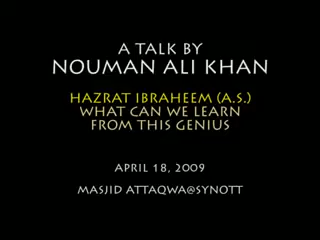 A TALK BY
NOUMAN ALI KHAN
HAZRAT IBRAHEEM (A.S.)
WHAT CAN WE LEARN
FROM THIS GENIUS
APRIL 18, 2009
MASJID ATTAQWA@SYNOTT